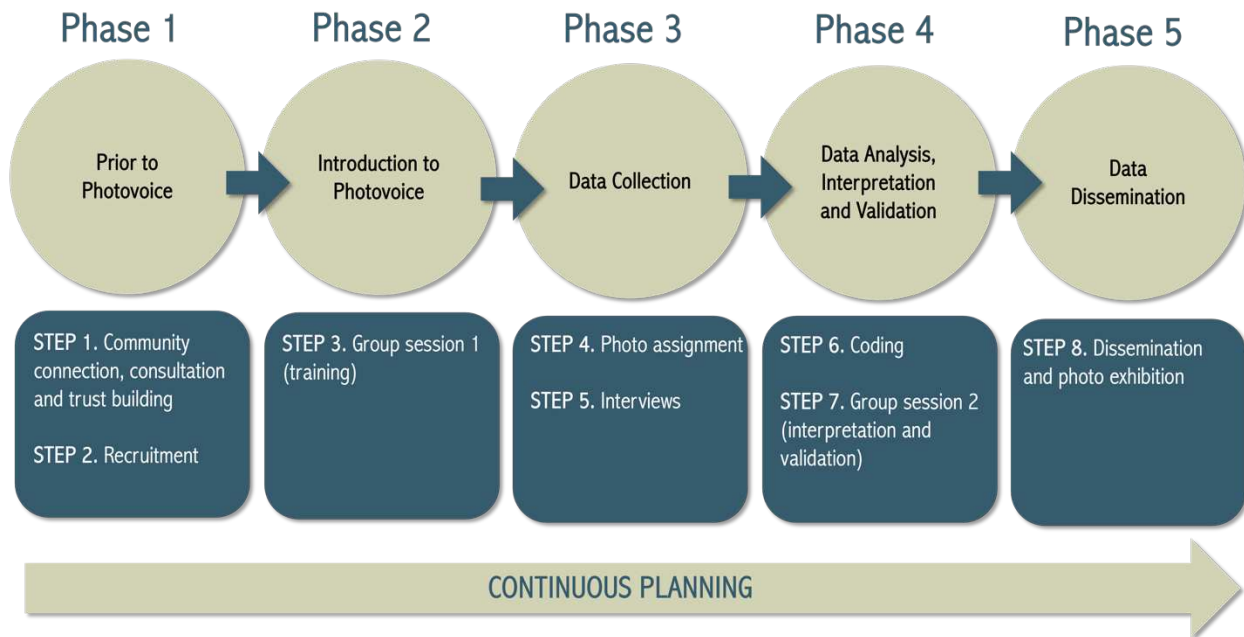 Phase 1
Phase 2
Phase 3
Phase 4
Phase 5
Prior to
Photovoice
Introduction to
Photovoice
Data Collection
Data Analysis,
Interpretation
and Validation
Data
Dissemination
STEP 1. Community
connection, consultation
and trust building
STEP 2. Recruitment
STEP 3. Group session 1
(training)
STEP 4. Photo assignment
STEP 5. Interviews
STEP 6. Coding
STEP 7. Group session 2
(interpretation and
validation)
STEP 8. Dissemination
and photo exhibition
CONTINUOUS PLANNING